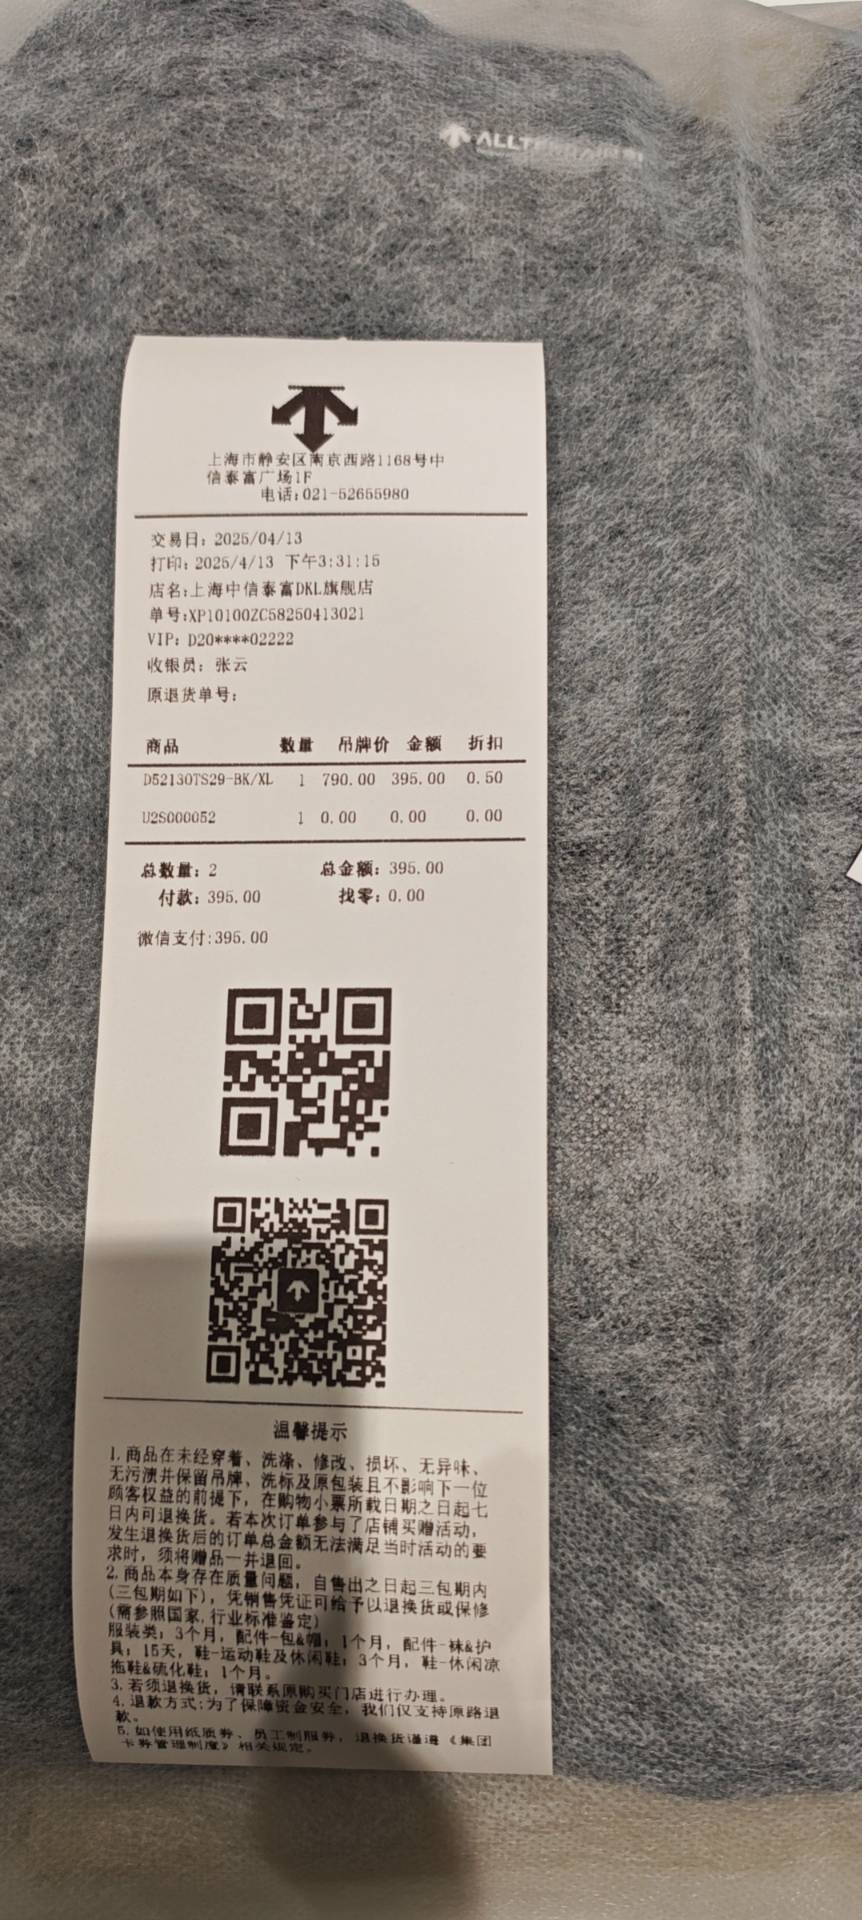 ALLT
上海市静安区南京西路1168号中
信泰富广场1F
电话:021-52655980
交易日: 2025/04/13
打印: 2025/4/13 下午3:31:15
店名:上海中信泰富DKL旗舰店
单号:XP10100ZC58250413021
VIP: D20****02222
收银员: 张云
原退货单号:
商品 数量 吊牌价 金额 折扣
D52130TS29-BK/XL 1 790.00 395.00 0.50
U2S000052 1 0.00 0.00 0.00
总数量: 2 总金额: 395.00
付款: 395.00 找零: 0.00
微信支付:395.00
温馨提示
1. 商品在未经穿着、洗涤、修改、损坏、无异味、
无污渍并保留吊牌、洗标及原包装且不影响下一位
顾客权益的前提下, 在购物小票所载日期之日起七
日内可退换货。若本次订单参与了店铺买赠活动,
发生退换货后的订单总金额无法满足当时活动的要
求时, 须将赠品一并退回。
2. 商品本身存在质量问题, 自售出之日起三包期内
(三包期如下), 凭销售凭证可给予以退换货或保修
(需参照国家,行业标准鉴定)
服装类: 3个月, 配件-包&帽: 1个月, 配件-袜&护
具: 15天, 鞋-运动鞋及休闲鞋: 3个月, 鞋-休闲凉
拖鞋&硫化鞋: 1个月。
3. 若须退换货, 请联系原购买门店进行办理。
4. 退款方式:为了保障资金安全, 我们仅支持原路退
款。
5. 如使用纸质券、员工制服券, 退换货谨遵《集团
卡券管理制度》相关规定。